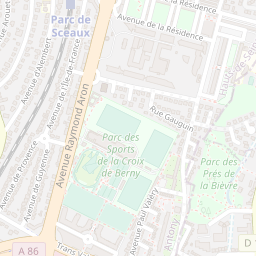 Parc de
Sceaux
Avenue de la Résidence
de la Résidence
Avenue d'Alembert
Avenue de l'Île-de-France
Rue Gauguin
Parc des
Sports
de la Croix
de Berny
Parc des
Prés de
la Bièvre
Avenue Raymond Aron
Avenue de Provence
Avenue de Guyenne
Avenue Paul Valéry
Antony
A 86
Trans
D